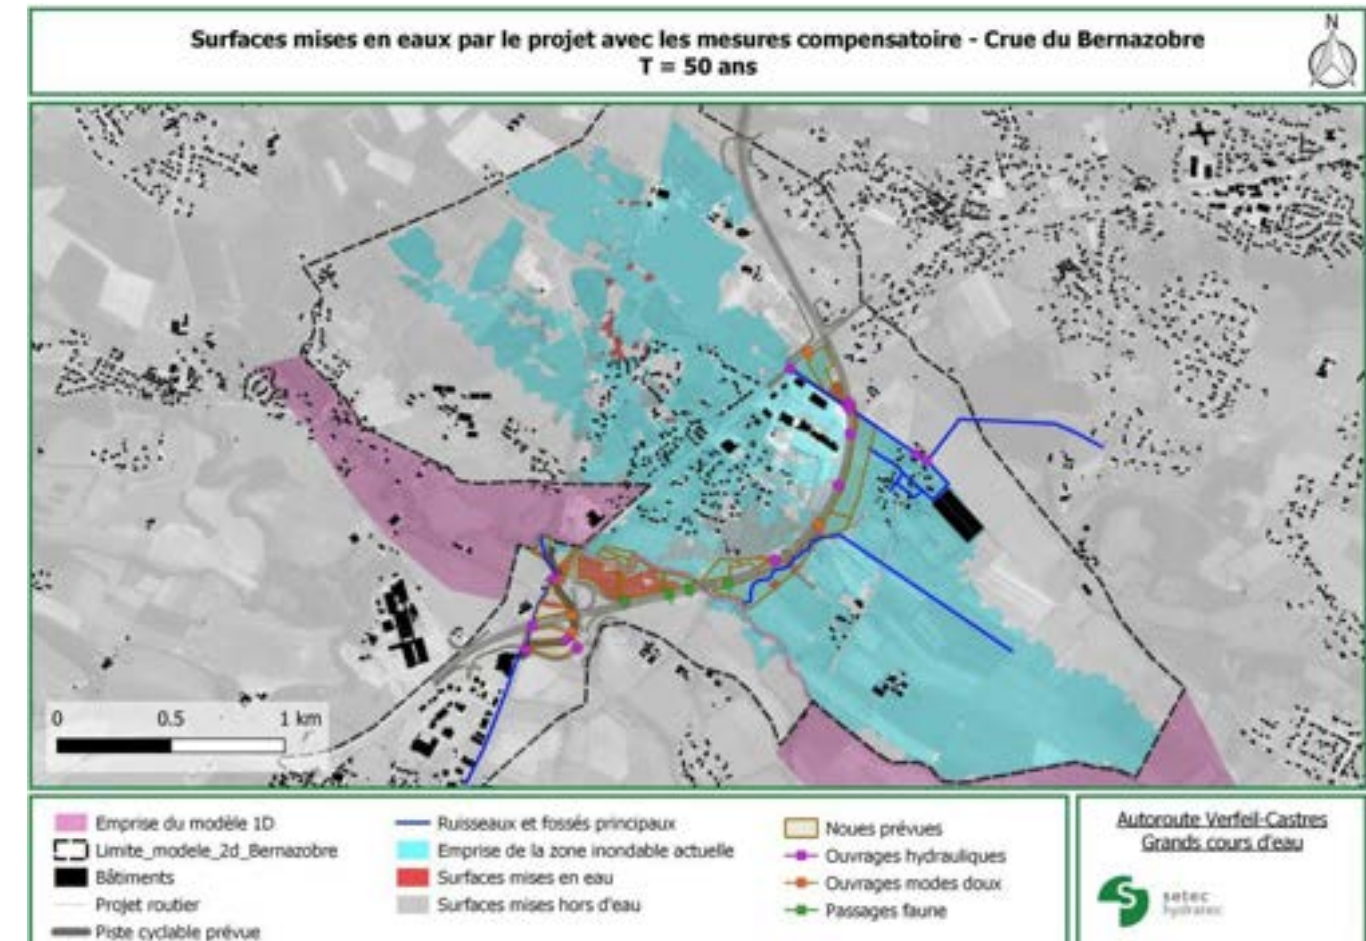 Surfaces mises en eaux par le projet avec les mesures compensatoire - Crue du Bernazobre
T = 50 ans
N
0 0.5 1 km
Emprise du modèle 1D
Limite_modele_2d_Bernazobre
Bâtiments
Projet routier
Piste cyclable prévue
Ruisseaux et fossés principaux
Emprise de la zone inondable actuelle
Surfaces mises en eau
Surfaces mises hors d'eau
Noues prévues
Ouvrages hydrauliques
Ouvrages modes doux
Passages faune
Autoroute Verfeil-Castres
Grands cours d'eau
setec
hydratec